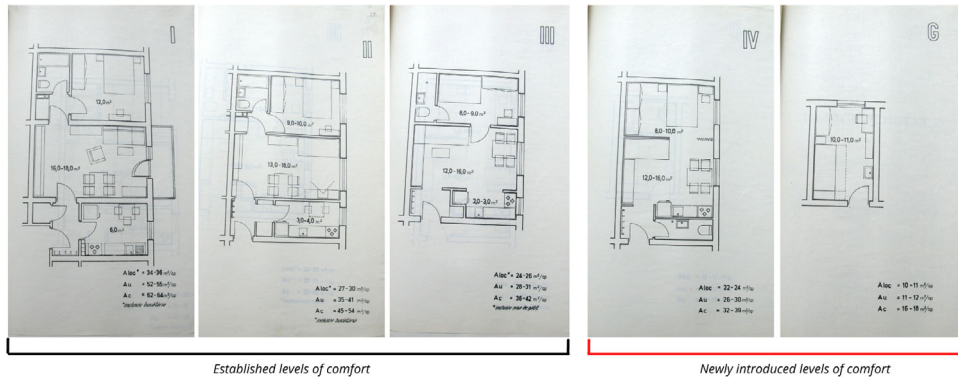 I
12,0 m²
16,0-18,0 m²
6,0 m²
A loc* = 34-36 m²/ap
Au = 52-55 m²/ap
Ac = 62-64 m²/ap
II
9,0-10,0 m²
13,0-18,0 m²
3,0-4,0 m²
A loc* = 27-30 m²/ap
Au = 35-41 m²/ap
Ac = 45-54 m²/ap
III
8,0-9,0 m²
12,0-16,0 m²
2,0-3,0 m²
A loc* = 24-26 m²/ap
Au = 28-31 m²/ap
Ac = 36-42 m²/ap
IV
8,0-10,0 m²
12,0-16,0 m²
A loc = 22-24 m²/ap
Au = 26-30 m²/ap
Ac = 32-39 m²/ap
G
10,0-11,0 m²
A loc = 10-11 m²/ap
Au = 11-12 m²/ap
Ac = 16-18 m²/ap
Established levels of comfort
Newly introduced levels of comfort